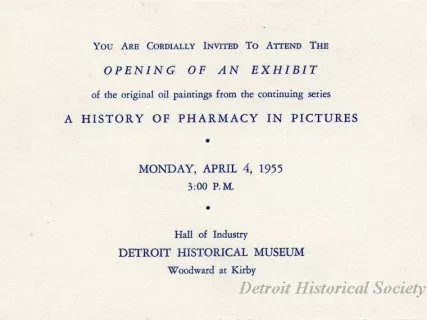 You Are Cordially Invited To Attend The
OPENING OF AN EXHIBIT
of the original oil paintings from the continuing series
A HISTORY OF PHARMACY IN PICTURES
•
MONDAY, APRIL 4, 1955
3:00 P. M.
•
Hall of Industry
DETROIT HISTORICAL MUSEUM
Woodward at Kirby
Detroit Historical Society